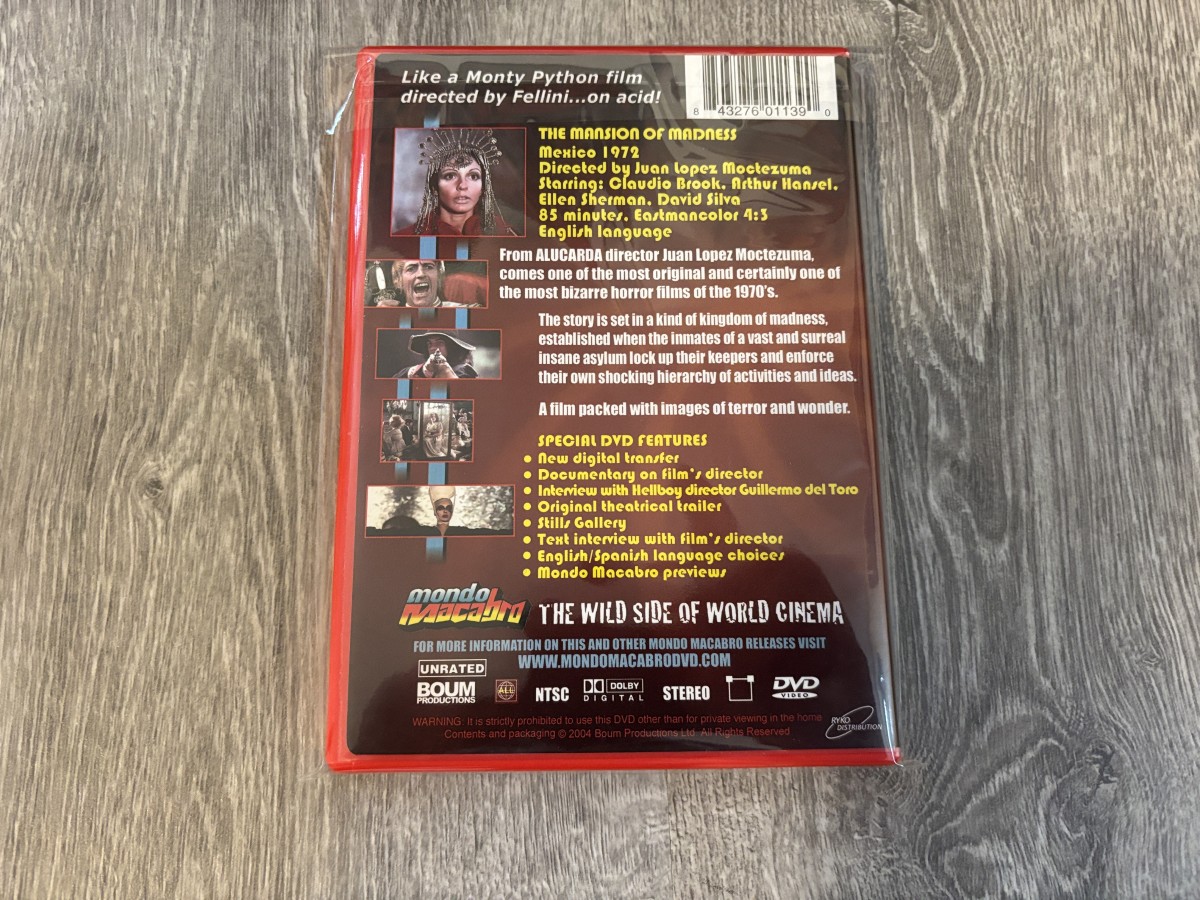 Like a Monty Python film
directed by Fellini...on acid!
8 43276 01139 0
THE MANSION OF MADNESS
Mexico 1972
Directed by Juan Lopez Moctezuma
Starring: Claudio Brook, Arthur Hansel,
Ellen Sherman, David Silva
85 minutes, Eastmancolor 4:3
English language
From ALUCARDA director Juan Lopez Moctezuma,
comes one of the most original and certainly one of
the most bizarre horror films of the 1970's.
The story is set in a kind of kingdom of madness,
established when the inmates of a vast and surreal
insane asylum lock up their keepers and enforce
their own shocking hierarchy of activities and ideas.
A film packed with images of terror and wonder.
SPECIAL DVD FEATURES
• New digital transfer
• Documentary on film's director
• Interview with Hellboy director Guillermo del Toro
• Original theatrical trailer
• Stills Gallery
• Text interview with film's director
• English/Spanish language choices
• Mondo Macabro previews
mondo Macabro THE WILD SIDE OF WORLD CINEMA
FOR MORE INFORMATION ON THIS AND OTHER MONDO MACABRO RELEASES VISIT
WWW.MONDOMACABRODVD.COM
UNRATED
BOUM PRODUCTIONS ALL NTSC DOLBY DIGITAL STEREO DVD VIDEO
WARNING: It is strictly prohibited to use this DVD other than for private viewing in the home
Contents and packaging © 2004 Boum Productions Ltd. All Rights Reserved
RYKO DISTRIBUTION